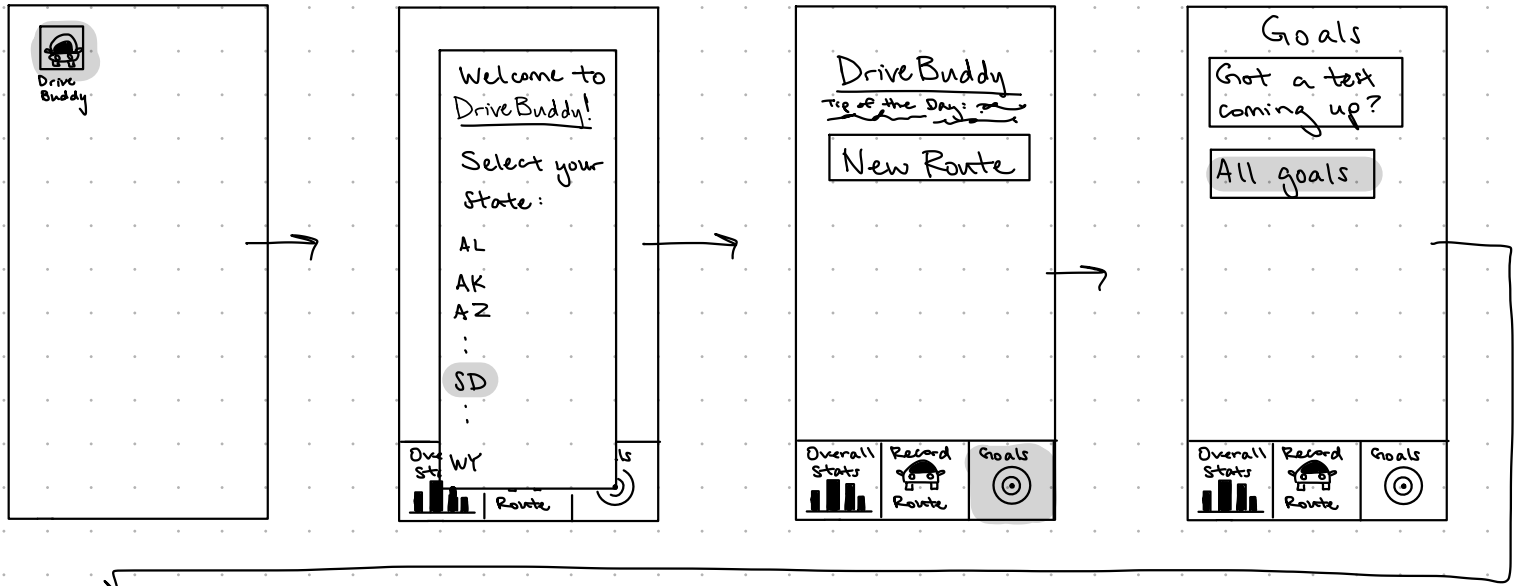 Drive
Buddy
Welcome to
DriveBuddy!
Select your
state:
AL
AK
AZ
SD
WY
Route
DriveBuddy
Tip of the Day:
New Route
Overall
Stats
Record
Route
Goals
Goals
Got a test
coming up?
All goals
Overall
Stats
Record
Route
Goals